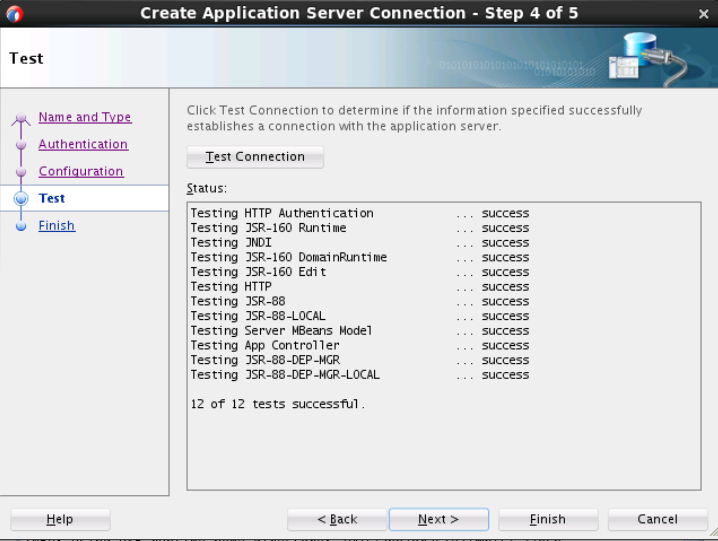 Create Application Server Connection - Step 4 of 5
Test
Name and Type
Authentication
Configuration
Test
Finish
Click Test Connection to determine if the information specified successfully
establishes a connection with the application server.
Test Connection
Status:
Testing HTTP Authentication ... success
Testing JSR-160 Runtime ... success
Testing JNDI ... success
Testing JSR-160 DomainRuntime ... success
Testing JSR-160 Edit ... success
Testing HTTP ... success
Testing JSR-88 ... success
Testing JSR-88-LOCAL ... success
Testing Server MBeans Model ... success
Testing App Controller ... success
Testing JSR-88-DEP-MGR ... success
Testing JSR-88-DEP-MGR-LOCAL ... success
12 of 12 tests successful.
Help
< Back
Next >
Finish
Cancel